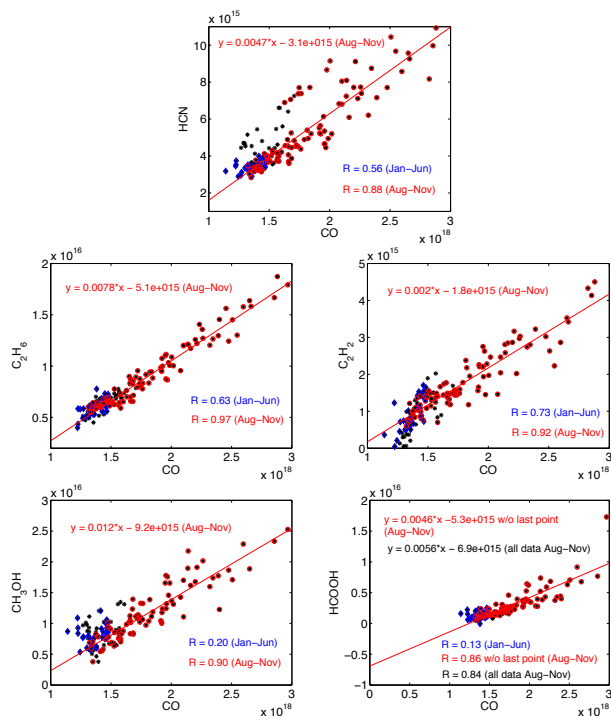 x 10^15
y = 0.0047*x − 3.1e+015 (Aug−Nov)
HCN
10
8
6
4
2
R = 0.56 (Jan−Jun)
R = 0.88 (Aug−Nov)
1 1.5 2 2.5 3
CO
x 10^18
x 10^16
y = 0.0078*x − 5.1e+015 (Aug−Nov)
C2H6
2
1.5
1
0.5
R = 0.63 (Jan−Jun)
R = 0.97 (Aug−Nov)
1 1.5 2 2.5 3
CO
x 10^18
x 10^15
y = 0.002*x − 1.8e+015 (Aug−Nov)
C2H2
5
4
3
2
1
0
R = 0.73 (Jan−Jun)
R = 0.92 (Aug−Nov)
1 1.5 2 2.5 3
CO
x 10^18
x 10^16
y = 0.012*x − 9.2e+015 (Aug−Nov)
CH3OH
3
2.5
2
1.5
1
0.5
0
R = 0.20 (Jan−Jun)
R = 0.90 (Aug−Nov)
1 1.5 2 2.5 3
CO
x 10^18
x 10^16
y = 0.0046*x −5.3e+015 w/o last point
(Aug−Nov)
y = 0.0056*x − 6.9e+015 (all data Aug−Nov)
HCOOH
2
1.5
1
0.5
0
−0.5
−1
R = 0.13 (Jan−Jun)
R = 0.86 w/o last point (Aug−Nov)
R = 0.84 (all data Aug−Nov)
0 0.5 1 1.5 2 2.5 3
CO
x 10^18